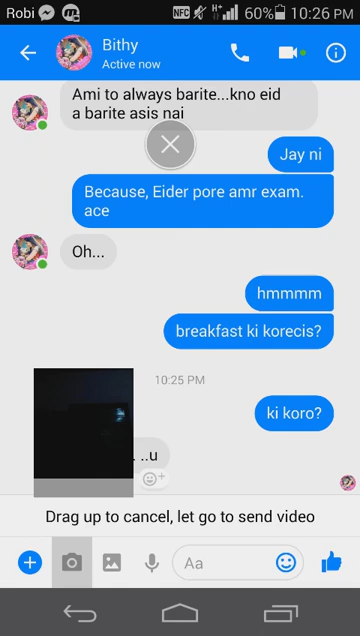 Robi
NFC H+ 60% 10:26 PM
Bithy
Active now
Ami to always barite...kno eid
a barite asis nai
Jay ni
Because, Eider pore amr exam.
ace
Oh...
hmmmm
breakfast ki korecis?
10:25 PM
ki koro?
. ..u
Drag up to cancel, let go to send video
Aa